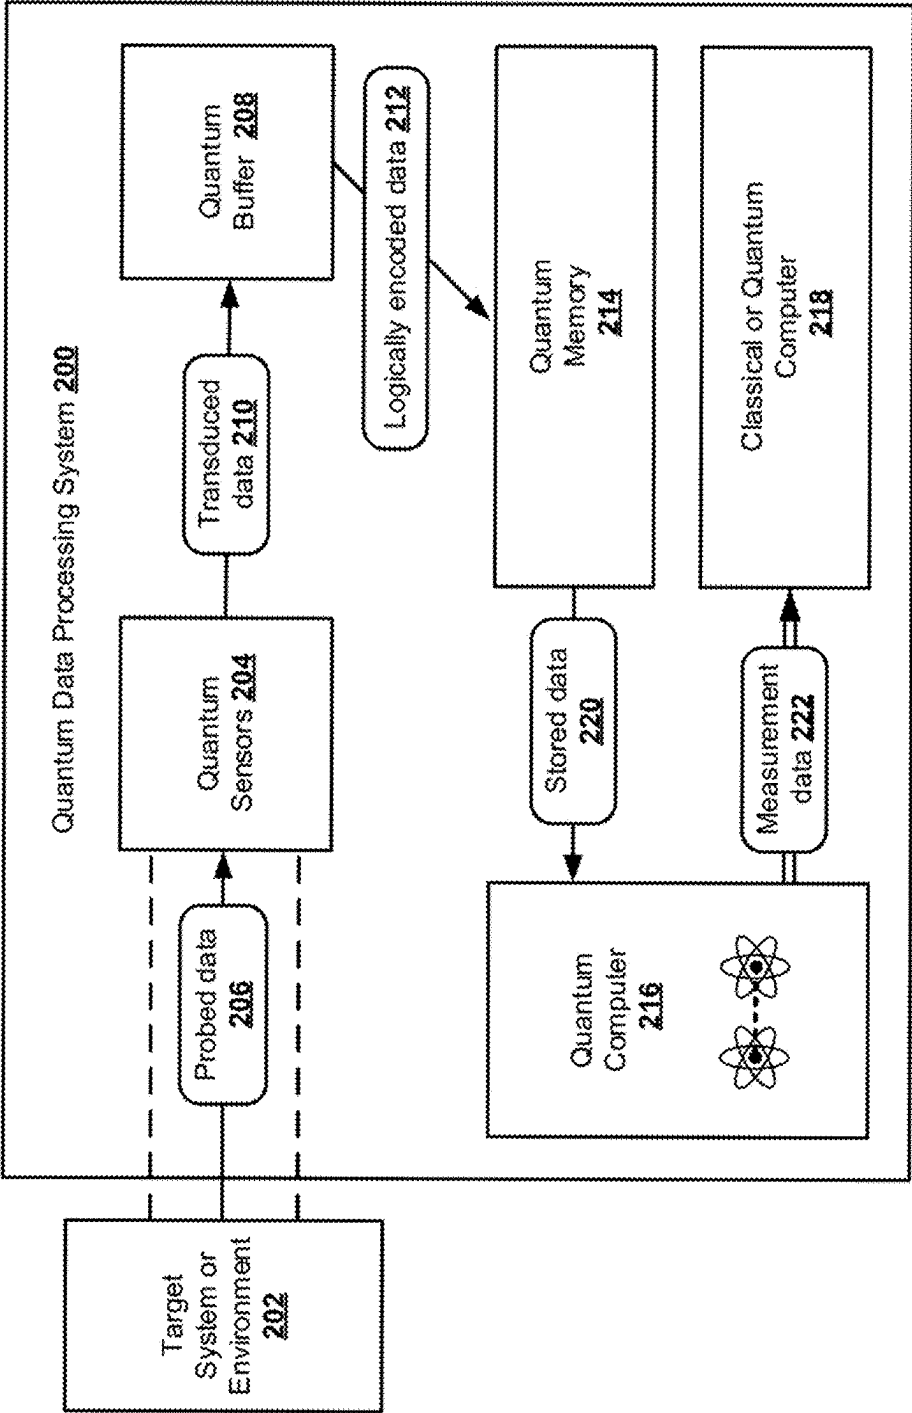 Quantum Data Processing System 200
Target
System or
Environment
202
Probed data
206
Quantum
Sensors 204
Transduced
data 210
Quantum
Buffer 208
Logically encoded data 212
Quantum
Computer
216
Stored data
220
Quantum
Memory
214
Measurement
data 222
Classical or Quantum
Computer
218